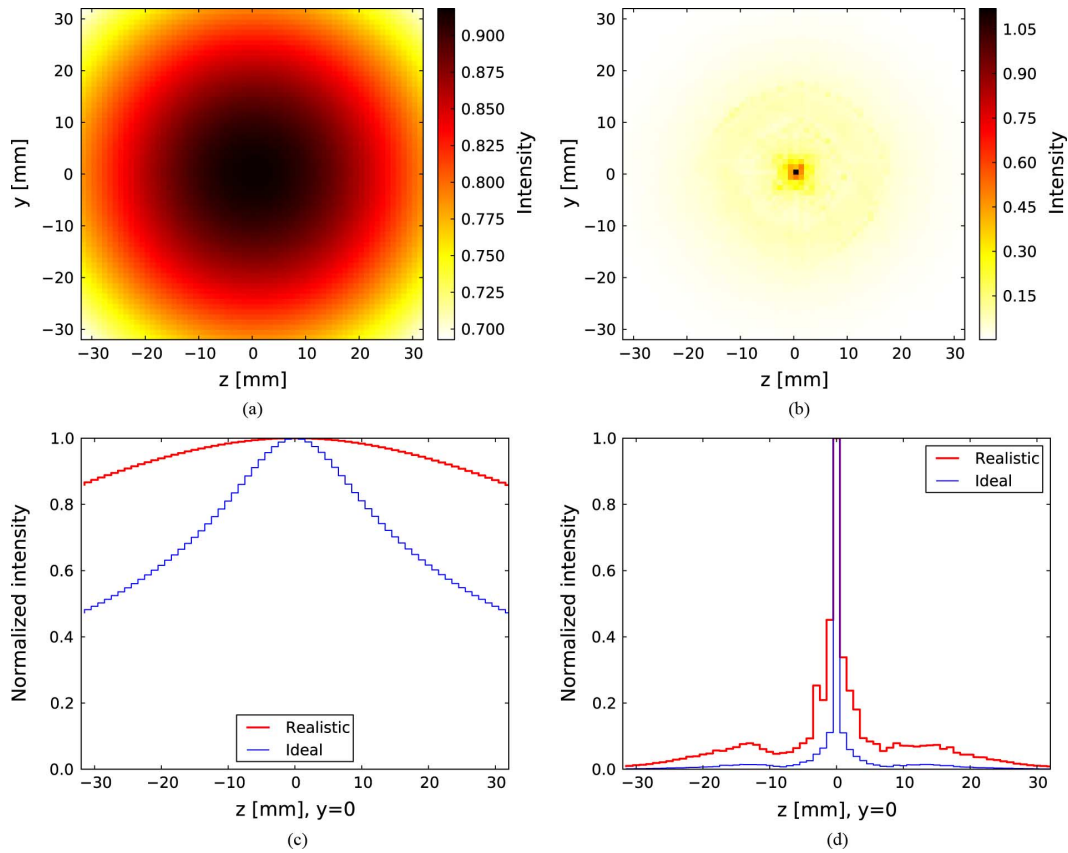 30
20
10
0
−10
−20
−30
y [mm]
−30 −20 −10 0 10 20 30
z [mm]
0.900
0.875
0.850
0.825
0.800
0.775
0.750
0.725
0.700
Intensity
(a)
30
20
10
0
−10
−20
−30
y [mm]
−30 −20 −10 0 10 20 30
z [mm]
1.05
0.90
0.75
0.60
0.45
0.30
0.15
Intensity
(b)
1.0
0.8
0.6
0.4
0.2
0.0
Normalized intensity
Realistic
Ideal
−30 −20 −10 0 10 20 30
z [mm], y=0
(c)
1.0
0.8
0.6
0.4
0.2
0.0
Normalized intensity
Realistic
Ideal
−30 −20 −10 0 10 20 30
z [mm], y=0
(d)